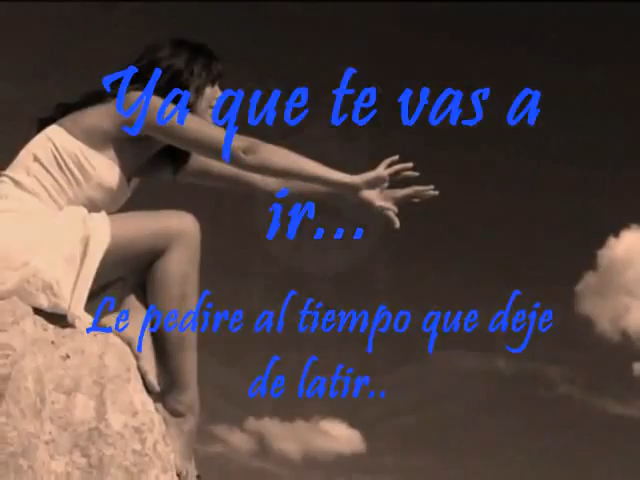 Ya que te vas a
ir...
Le pedire al tiempo que deje
de latir..